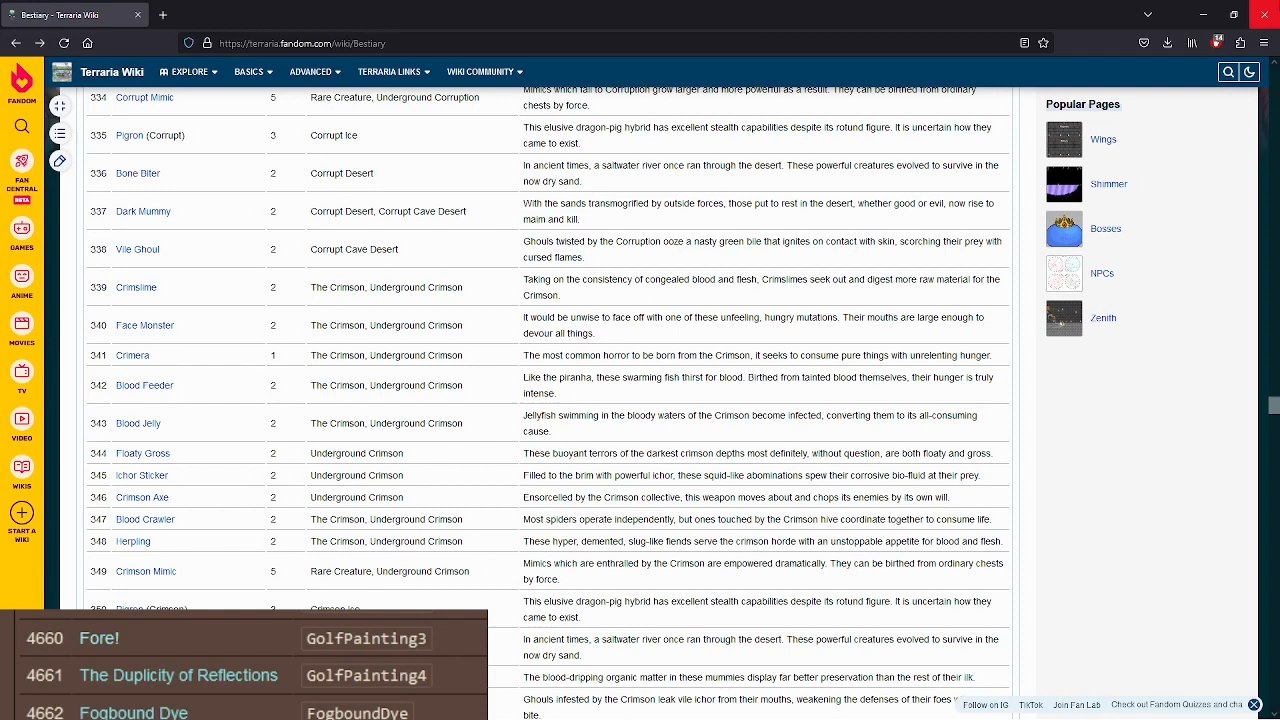 Bestiary - Terraria Wiki
https://terraria.fandom.com/wiki/Bestiary
14
FANDOM
FAN
CENTRAL
BETA
GAMES
ANIME
MOVIES
TV
VIDEO
WIKIS
START A
WIKI
Terraria Wiki
EXPLORE
BASICS
ADVANCED
TERRARIA LINKS
WIKI COMMUNITY
334 Corrupt Mimic 5 Rare Creature, Underground Corruption
chests by force.
335 Pigron (Corrupt) 3 Corrupt Ice This elusive dragon-pig hybrid has excellent stealth capabilities despite its rotund figure. It is uncertain how they
came to exist.
336 Bone Biter 2 Corrupt Desert In ancient times, a saltwater river once ran through the desert. These powerful creatures evolved to survive in the
now dry sand.
337 Dark Mummy 2 Corrupt Desert, Corrupt Cave Desert With the sands transmogrified by outside forces, those put to rest in the desert, whether good or evil, now rise to
maim and kill.
338 Vile Ghoul 2 Corrupt Cave Desert Ghouls twisted by the Corruption ooze a noxious green bile that ignites on contact with salt, scorching their prey with
cursed flames.
339 Crimslime 2 The Crimson, Underground Crimson Taking on the consistency of congealed blood and flesh, Crimslimes seek out and digest more raw material for the
Crimson.
340 Face Monster 2 The Crimson, Underground Crimson It would be unwise to face off with one of these unfeeling, hungry mutations. Their mouths are large enough to
devour all things.
341 Crimera 1 The Crimson, Underground Crimson The most common horror to be born from the Crimson, it seeks to consume pure things with unrelenting hunger.
342 Blood Feeder 2 The Crimson, Underground Crimson Like the piranha, these swarming fish thirst for blood. Birthed from tainted blood themselves, their hunger is truly
intense.
343 Blood Jelly 2 The Crimson, Underground Crimson Jellyfish swimming in the bloody waters of the Crimson become infected, converting them to its all-consuming
cause.
344 Floaty Gross 2 Underground Crimson These buoyant terrors of the darkest crimson depths most definitely, without question, are both floaty and gross.
345 Ichor Sticker 2 Underground Crimson Filled to the brim with powerful ichor, these squid-like abominations spew their corrosive bio-fluid at their prey.
346 Crimson Axe 2 Underground Crimson Ensorcelled by the Crimson collective, this weapon moves about and chops its enemies by its own will.
347 Blood Crawler 2 The Crimson, Underground Crimson Most spiders operate independently, but ones touched by the Crimson hive coordinate together to consume life.
348 Herpling 2 The Crimson, Underground Crimson These hyper, demented, slug-like fiends serve the crimson horde with an unstoppable appetite for blood and flesh.
349 Crimson Mimic 5 Rare Creature, Underground Crimson Mimics which are enthralled by the Crimson are empowered dramatically. They can be birthed from ordinary chests
by force.
350 Pigron (Crimson) 3 Crimson Ice This elusive dragon-pig hybrid has excellent stealth capabilities despite its rotund figure. It is uncertain how they
came to exist.
In ancient times, a saltwater river once ran through the desert. These powerful creatures evolved to survive in the
now dry sand.
The blood-dripping organic matter in these mummies display far better preservation than the rest of their ilk.
Ghouls infested by the Crimson leak vile ichor from their mouths, weakening the defenses of their foes
bite.
Popular Pages
Wings
Shimmer
Bosses
NPCs
Zenith
4660 Fore! GolfPainting3
4661 The Duplicity of Reflections GolfPainting4
4662 Fogbound Dye FogboundDye
Follow on IG TikTok Join Fan Lab Check out Fandom Quizzes and cha